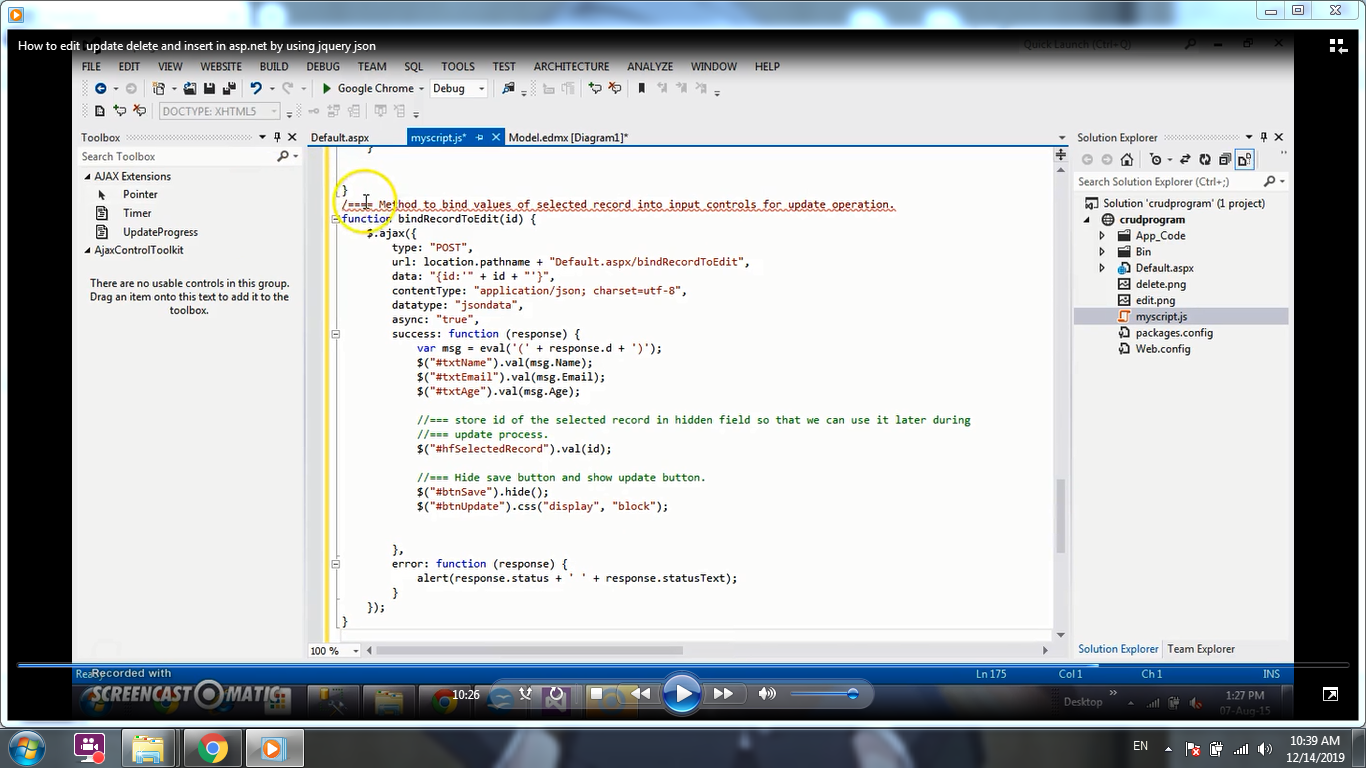 How to edit  update delete and insert in asp.net by using jquery json
Quick Launch (Ctrl+Q)
FILE EDIT VIEW WEBSITE BUILD DEBUG TEAM SQL TOOLS TEST ARCHITECTURE ANALYZE WINDOW HELP
Google Chrome Debug
DOCTYPE: XHTML5
Toolbox
Search Toolbox
AJAX Extensions
Pointer
Timer
UpdateProgress
AjaxControlToolkit
There are no usable controls in this group.
Drag an item onto this text to add it to the
toolbox.
Default.aspx myscript.js* Model.edmx [Diagram1]*
}
}
/==== Method to bind values of selected record into input controls for update operation.
function bindRecordToEdit(id) {
$.ajax({
type: "POST",
url: location.pathname + "Default.aspx/bindRecordToEdit",
data: "{id:'" + id + "'}",
contentType: "application/json; charset=utf-8",
datatype: "jsondata",
async: "true",
success: function (response) {
var msg = eval('(' + response.d + ')');
$("#txtName").val(msg.Name);
$("#txtEmail").val(msg.Email);
$("#txtAge").val(msg.Age);
//=== store id of the selected record in hidden field so that we can use it later during
//=== update process.
$("#hfSelectedRecord").val(id);
//=== Hide save button and show update button.
$("#btnSave").hide();
$("#btnUpdate").css("display", "block");
},
error: function (response) {
alert(response.status + ' ' + response.statusText);
}
});
}
100 %
Solution Explorer
Search Solution Explorer (Ctrl+;)
Solution 'crudprogram' (1 project)
crudprogram
App_Code
Bin
Default.aspx
delete.png
edit.png
myscript.js
packages.config
Web.config
Solution Explorer Team Explorer
Ln 175 Col 1 Ch 1 INS
Recorded with
SCREENCAST MATIC
10:26
Desktop
1:27 PM
07-Aug-15
EN
10:39 AM
12/14/2019